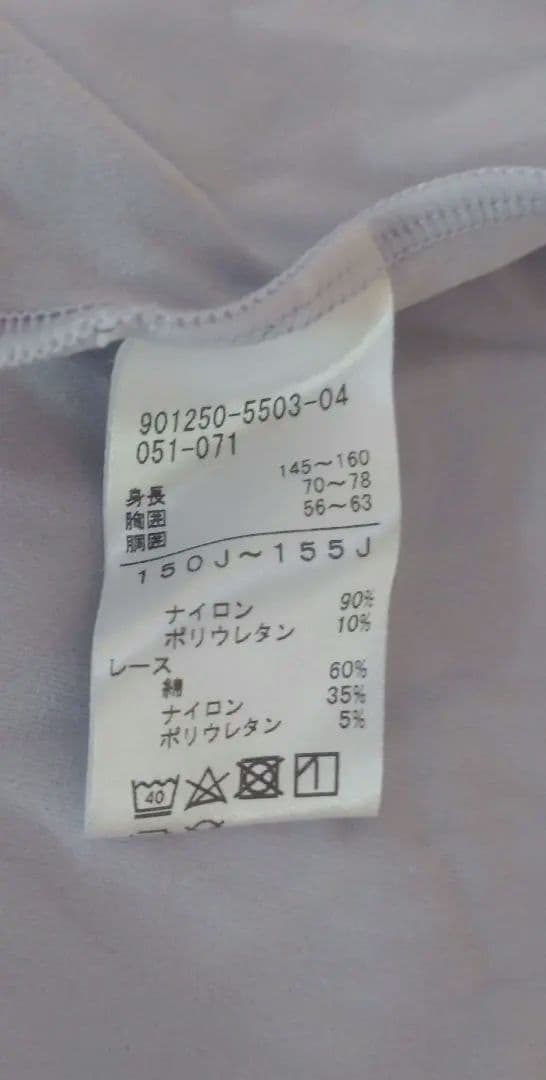 901250-5503-04
051-071
身長 145～160
胸囲 70～78
胴囲 56～63
150J～155J
ナイロン 90%
ポリウレタン 10%
レース
綿 60%
ナイロン 35%
ポリウレタン 5%
40